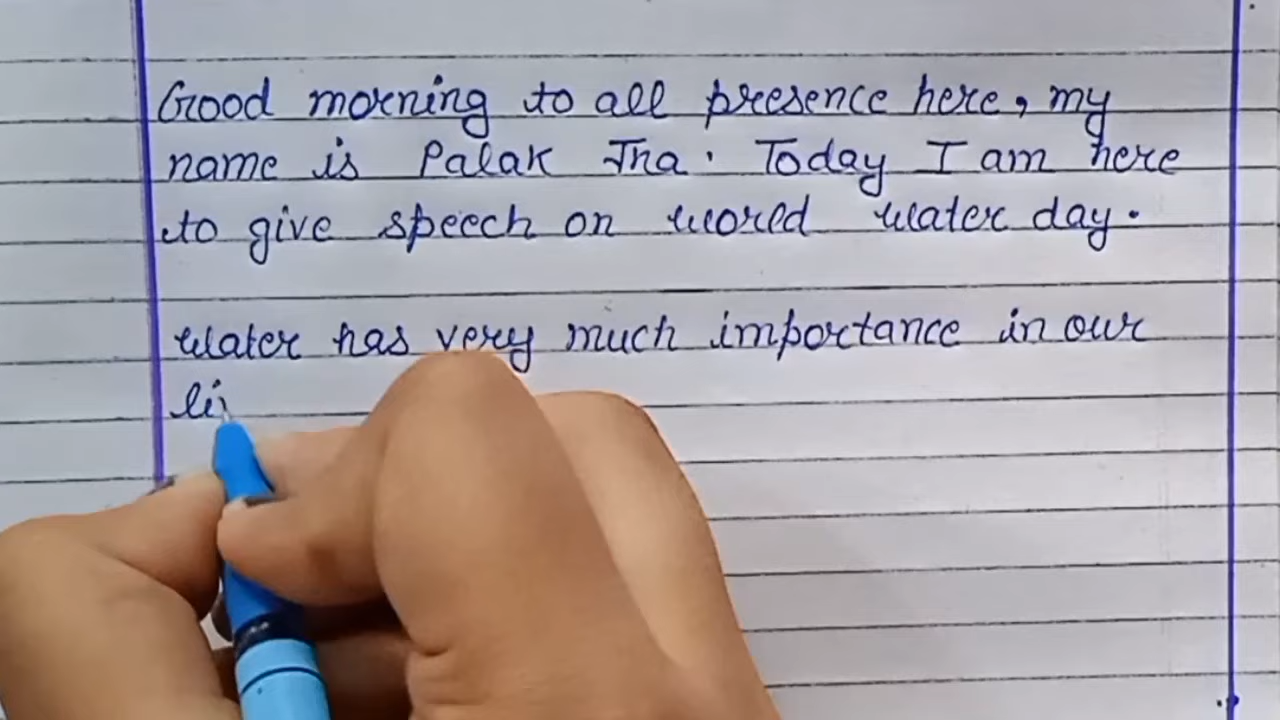 Good morning to all presence here, my
name is Palak Jha. Today I am here
to give speech on world water day.
water has very much importance in our
li